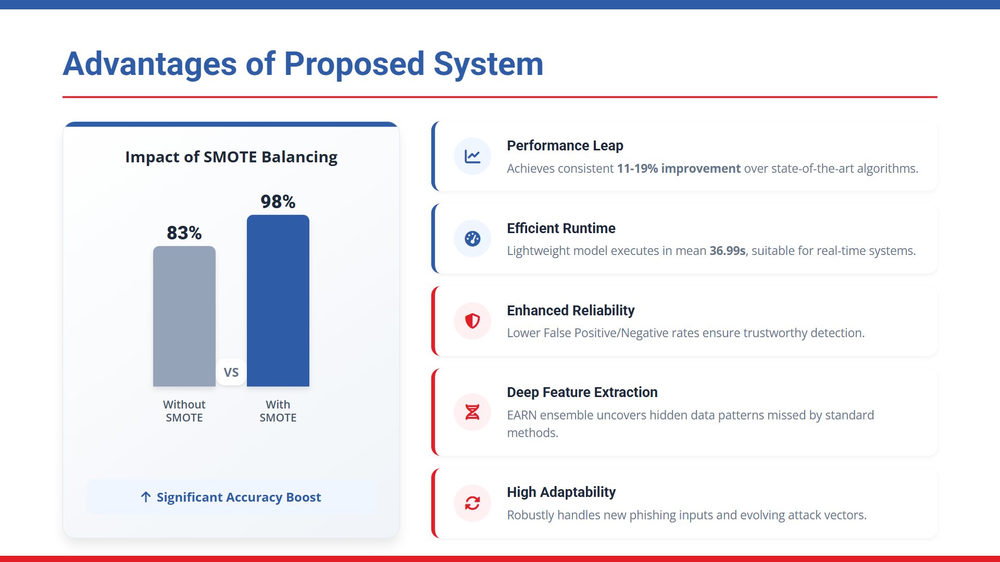 Advantages of Proposed System
Impact of SMOTE Balancing
83%
98%
VS
Without
SMOTE
With
SMOTE
Significant Accuracy Boost
Performance Leap
Achieves consistent 11-19% improvement over state-of-the-art algorithms.
Efficient Runtime
Lightweight model executes in mean 36.99s, suitable for real-time systems.
Enhanced Reliability
Lower False Positive/Negative rates ensure trustworthy detection.
Deep Feature Extraction
EARN ensemble uncovers hidden data patterns missed by standard
methods.
High Adaptability
Robustly handles new phishing inputs and evolving attack vectors.